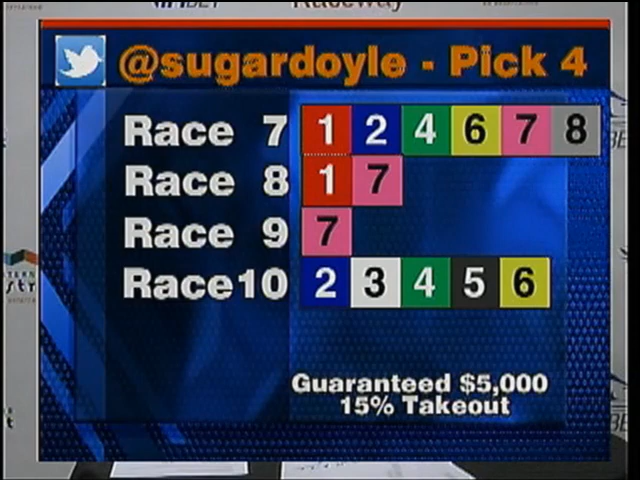 Raceway
@sugardoyle - Pick 4
Race 7 1 2 4 6 7 8
Race 8 1 7
Race 9 7
Race10 2 3 4 5 6
Guaranteed $5,000
15% Takeout